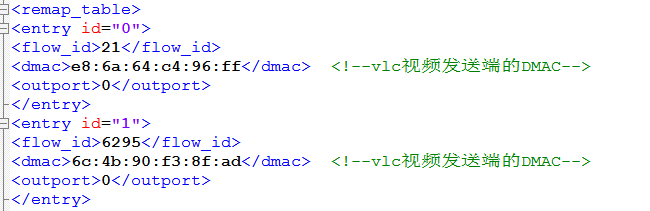 <remap_table>
<entry id="0">
<flow_id>21</flow_id>
<dmac>e8:6a:64:c4:96:ff</dmac>  <!--vlc视频发送端的DMAC-->
<outport>0</outport>
</entry>
<entry id="1">
<flow_id>6295</flow_id>
<dmac>6c:4b:90:f3:8f:ad</dmac>  <!--vlc视频发送端的DMAC-->
<outport>0</outport>
</entry>